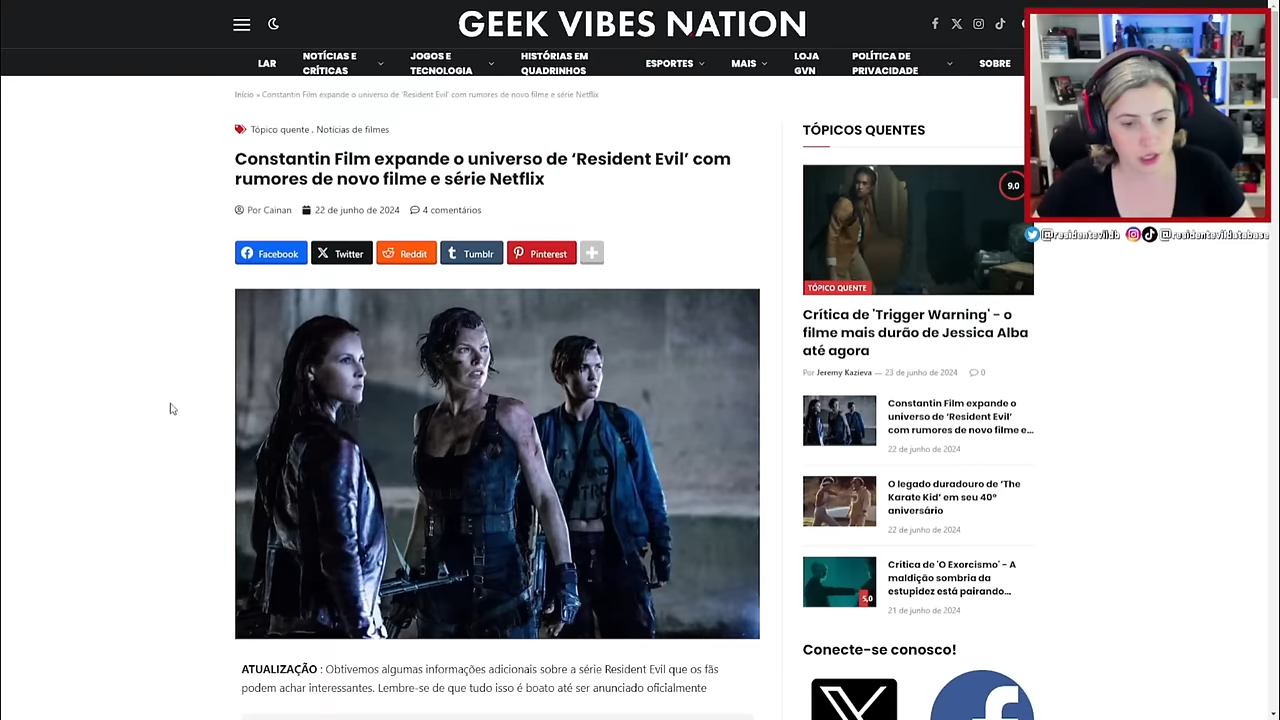 GEEK VIBES NATION
LAR
NOTÍCIAS E
CRÍTICAS
JOGOS E
TECNOLOGIA
HISTÓRIAS EM
QUADRINHOS
ESPORTES
MAIS
LOJA
GVN
POLÍTICA DE
PRIVACIDADE
SOBRE
Início » Constantin Film expande o universo de 'Resident Evil' com rumores de novo filme e série Netflix
Tópico quente , Notícias de filmes
Constantin Film expande o universo de ‘Resident Evil’ com
rumores de novo filme e série Netflix
Por Cainan 22 de junho de 2024 4 comentários
Facebook Twitter Reddit Tumblr Pinterest
ATUALIZAÇÃO : Obtivemos algumas informações adicionais sobre a série Resident Evil que os fãs
podem achar interessantes. Lembre-se de que tudo isso é boato até ser anunciado oficialmente
TÓPICOS QUENTES
9,0
TÓPICO QUENTE
Crítica de 'Trigger Warning' - o
filme mais durão de Jessica Alba
até agora
Por Jeremy Kazieva — 23 de junho de 2024 0
Constantin Film expande o
universo de ‘Resident Evil’
com rumores de novo filme e...
22 de junho de 2024
O legado duradouro de ‘The
Karate Kid’ em seu 40º
aniversário
22 de junho de 2024
5,0
Crítica de 'O Exorcismo' - A
maldição sombria da
estupidez está pairando...
21 de junho de 2024
Conecte-se conosco!
@residentevildb @residentevildatabase